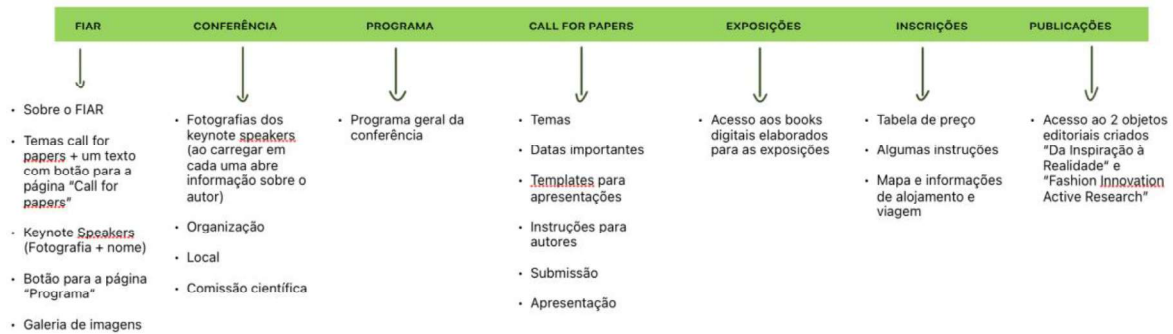 FIAR
CONFERÊNCIA
PROGRAMA
CALL FOR PAPERS
EXPOSIÇÕES
INSCRIÇÕES
PUBLICAÇÕES
• Sobre o FIAR
• Temas call for
papers + um texto
com botão para a
página "Call for
papers"
• Keynote Speakers
(Fotografia + nome)
• Botão para a página
"Programa"
• Galeria de imagens
• Fotografias dos
keynote speakers
(ao carregar em
cada uma abre
informação sobre o
autor)
• Organização
• Local
• Comissão científica
• Programa geral da
conferência
• Temas
• Datas importantes
• Templates para
apresentações
• Instruções para
autores
• Submissão
• Apresentação
• Acesso aos books
digitais elaborados
para as exposições
• Tabela de preço
• Algumas instruções
• Mapa e informações
de alojamento e
viagem
• Acesso ao 2 objetos
editoriais criados
"Da Inspiração à
Realidade" e
"Fashion Innovation
Active Research"